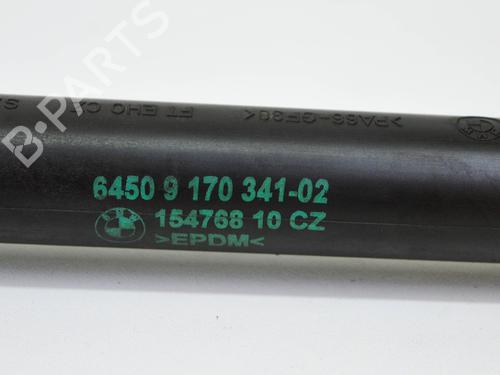 B-PARTS
>PA66-GF30<
6450 9 170 341-02
154768 10 CZ
>EPDM<